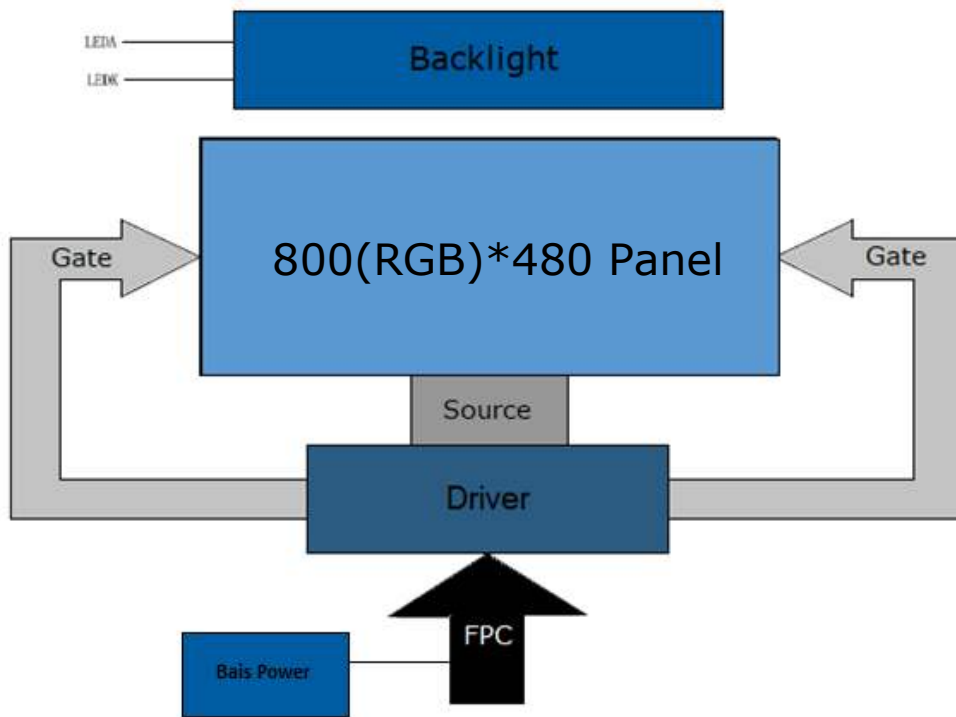 LEDA
Backlight
LEDK
800(RGB)*480 Panel
Gate
Gate
Source
Driver
FPC
Bais Power